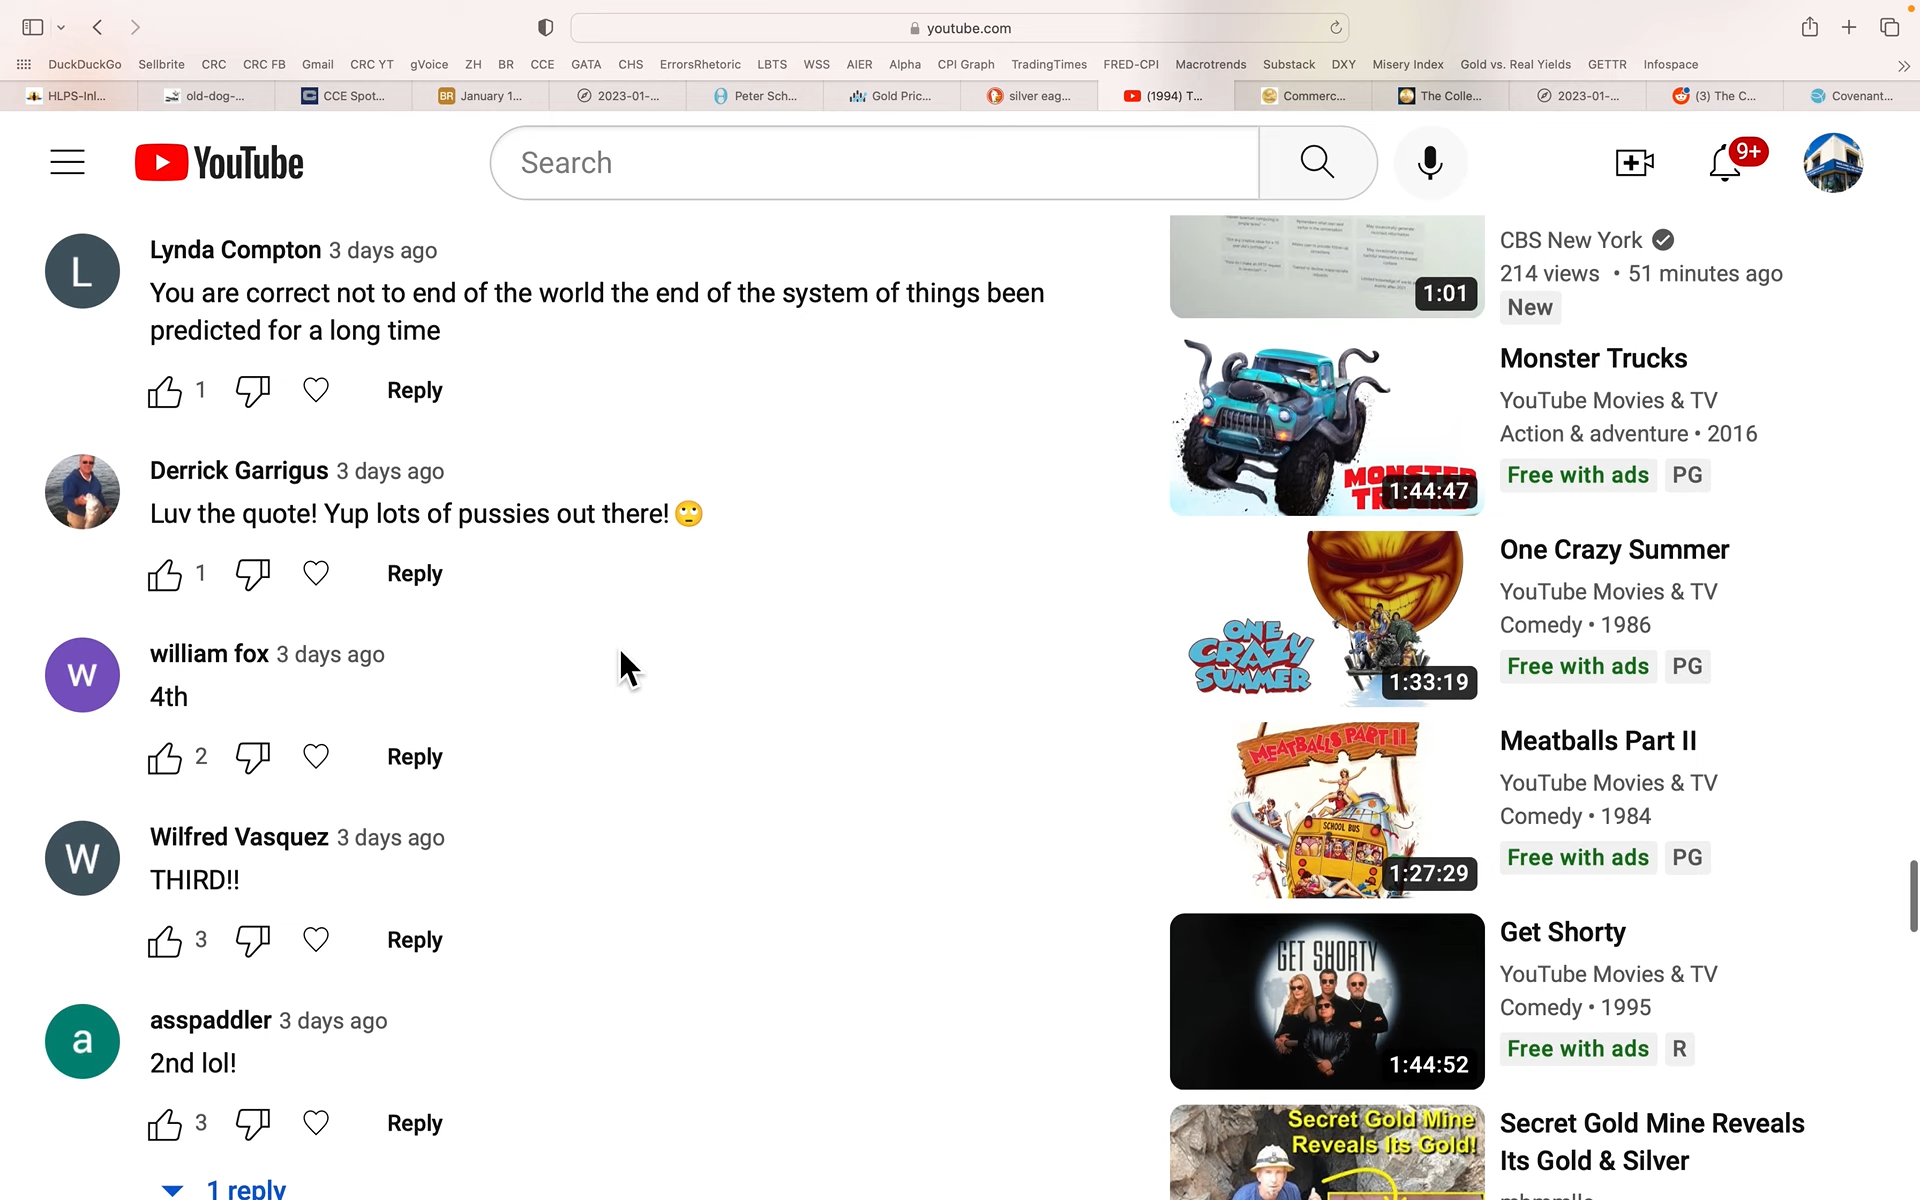 youtube.com
DuckDuckGo Sellbrite CRC CRC FB Gmail CRC YT gVoice ZH BR CCE GATA CHS ErrorsRhetoric LBTS WSS AIER Alpha CPI Graph TradingTimes FRED-CPI Macrotrends Substack DXY Misery Index Gold vs. Real Yields GETTR Infospace
HLPS-Inl... old-dog-... CCE Spot... BR January 1... 2023-01-... Peter Sch... Gold Pric... silver eag... (1994) T... Commerc... The Colle... 2023-01-... (3) The C... Covenant...
YouTube
Search
9+
L
Lynda Compton 3 days ago
You are correct not to end of the world the end of the system of things been
predicted for a long time
1 Reply
Derrick Garrigus 3 days ago
Luv the quote! Yup lots of pussies out there!🙄
1 Reply
w
william fox 3 days ago
4th
2 Reply
W
Wilfred Vasquez 3 days ago
THIRD!!
3 Reply
a
asspaddler 3 days ago
2nd lol!
3 Reply
1 reply
1:01
CBS New York
214 views • 51 minutes ago
New
MONSTER
1:44:47
Monster Trucks
YouTube Movies & TV
Action & adventure • 2016
Free with ads PG
ONE
CRAZY
SUMMER
1:33:19
One Crazy Summer
YouTube Movies & TV
Comedy • 1986
Free with ads PG
MEATBALLS PART II
SCHOOL BUS
1:27:29
Meatballs Part II
YouTube Movies & TV
Comedy • 1984
Free with ads PG
GET SHORTY
1:44:52
Get Shorty
YouTube Movies & TV
Comedy • 1995
Free with ads R
Secret Gold Mine
Reveals Its Gold!
Secret Gold Mine Reveals
Its Gold & Silver